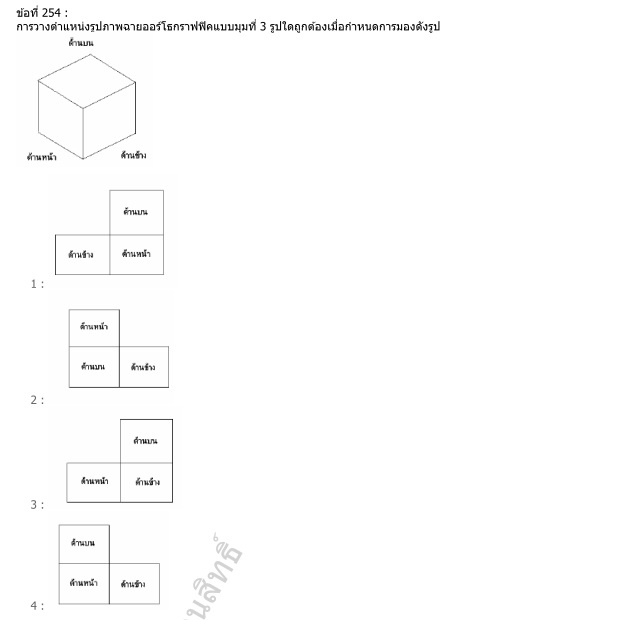 ข้อที่ 254 :
การวางตำแหน่งรูปภาพฉายออร์โธกราฟฟิคแบบมุมที่ 3 รูปใดถูกต้องเมื่อกำหนดการมองดังรูป
ด้านบน
ด้านหน้า
ด้านข้าง
ด้านบน
ด้านข้าง ด้านหน้า
1 :
ด้านหน้า
ด้านบน ด้านข้าง
2 :
ด้านบน
ด้านหน้า ด้านข้าง
3 :
ด้านบน
ด้านหน้า ด้านข้าง
4 :